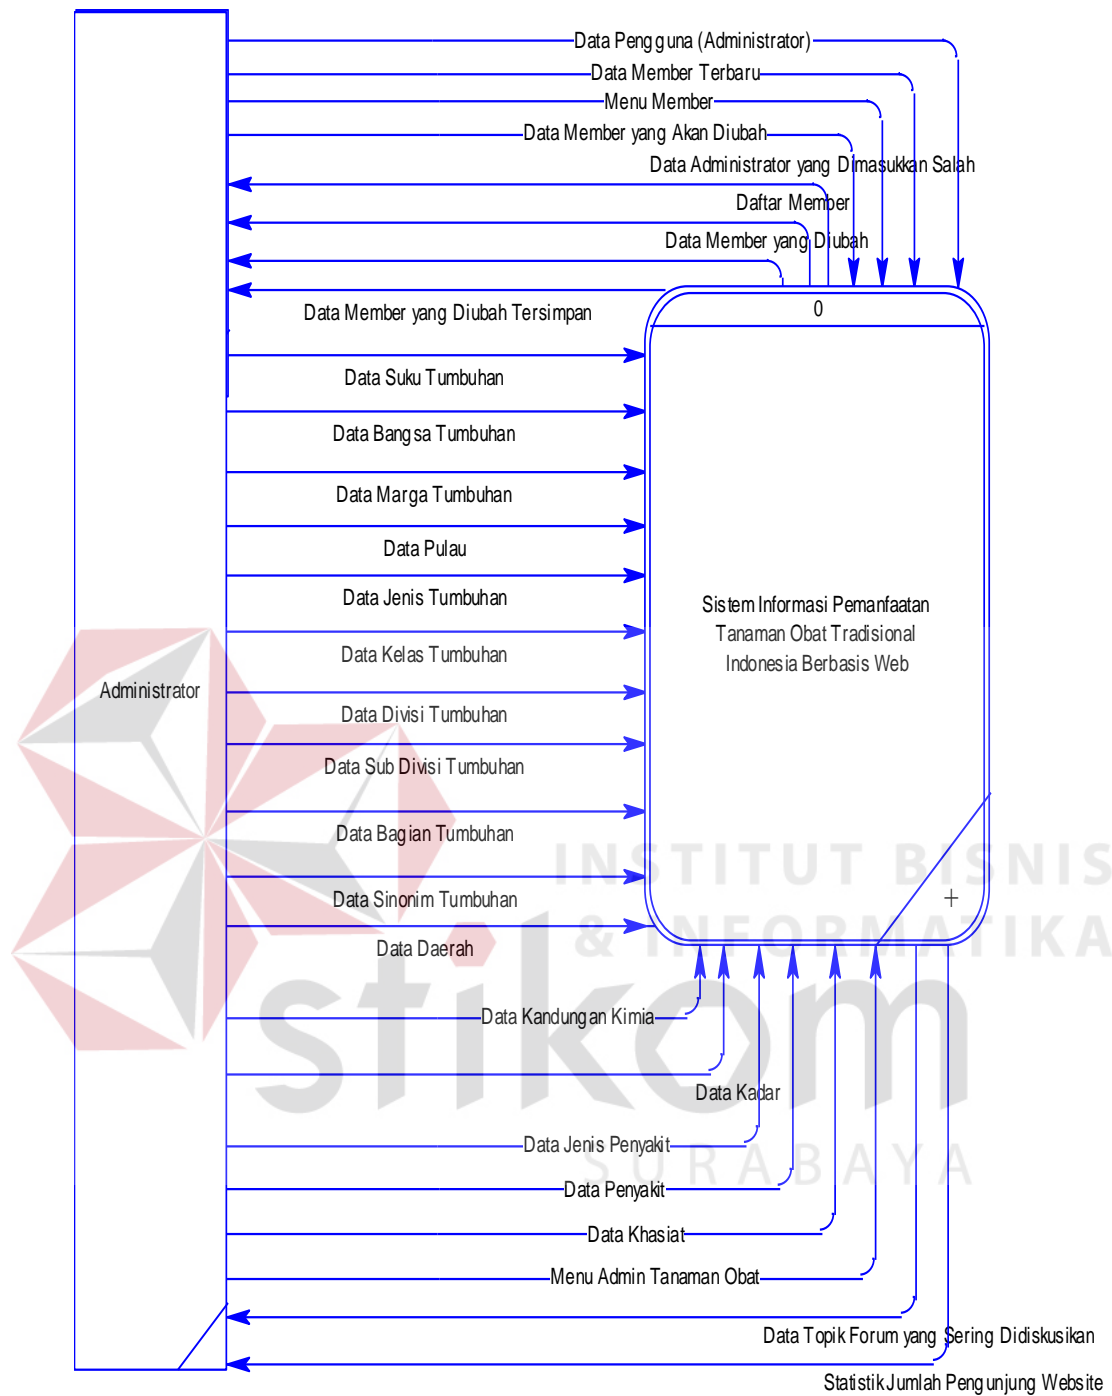 Data Pengguna (Administrator)
Data Member Terbaru
Menu Member
Data Member yang Akan Diubah
Data Administrator yang Dimasukkan Salah
Daftar Member
Data Member yang Diubah
Data Member yang Diubah Tersimpan
0
Data Suku Tumbuhan
Data Bangsa Tumbuhan
Data Marga Tumbuhan
Data Pulau
Data Jenis Tumbuhan
Sistem Informasi Pemanfaatan
Tanaman Obat Tradisional
Indonesia Berbasis Web
Data Kelas Tumbuhan
Administrator
Data Divisi Tumbuhan
Data Sub Divisi Tumbuhan
Data Bagian Tumbuhan
INSTITUT BISNIS
Data Sinonim Tumbuhan
+
& INFORMATIKA
Data Daerah
stikom
Data Kandungan Kimia
Data Kadar
Data Jenis Penyakit
SURABAYA
Data Penyakit
Data Khasiat
Menu Admin Tanaman Obat
Data Topik Forum yang Sering Didiskusikan
Statistik Jumlah Pengunjung Website